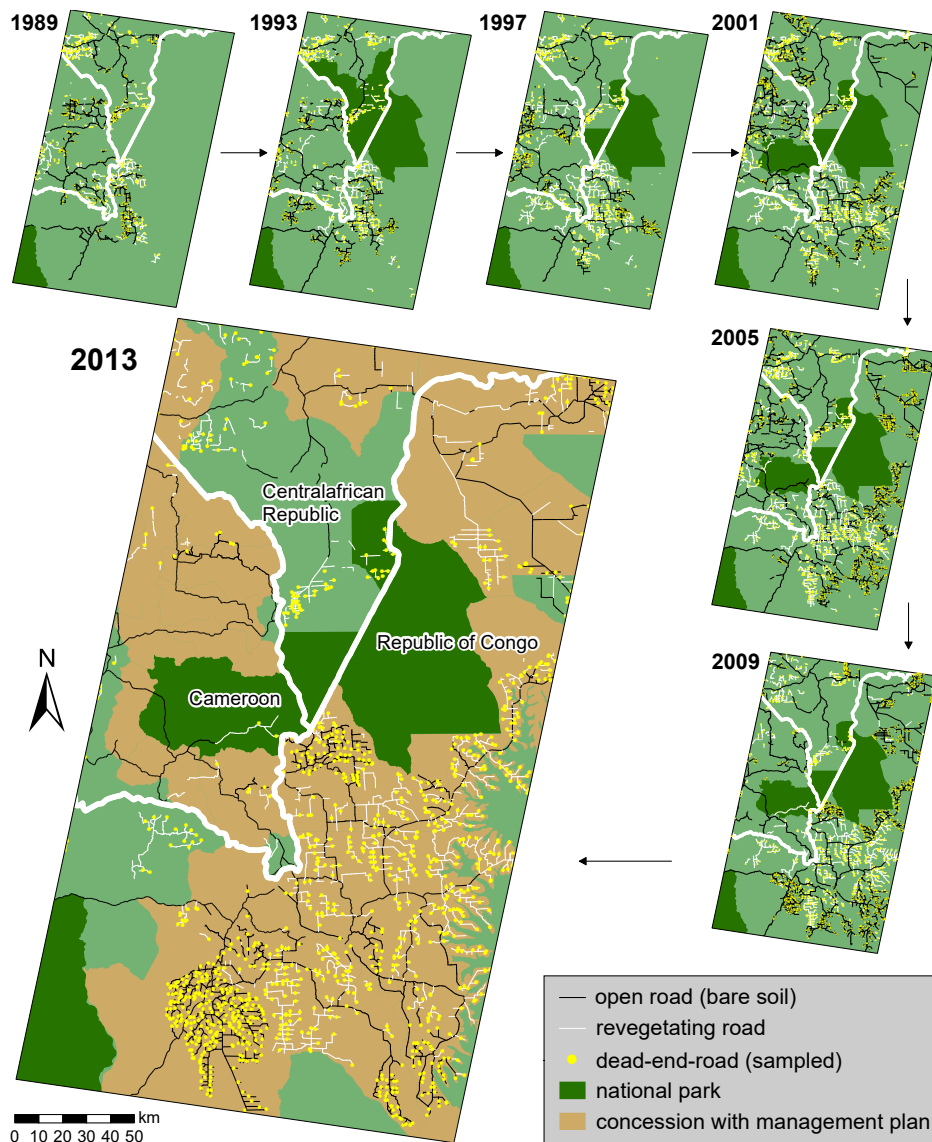 1989
1993
1997
2001
2005
2013
Centralafrican
Republic
Republic of Congo
2009
N
Cameroon
open road (bare soil)
revegetating road
dead-end-road (sampled)
national park
concession with management plan
km
0 10 20 30 40 50